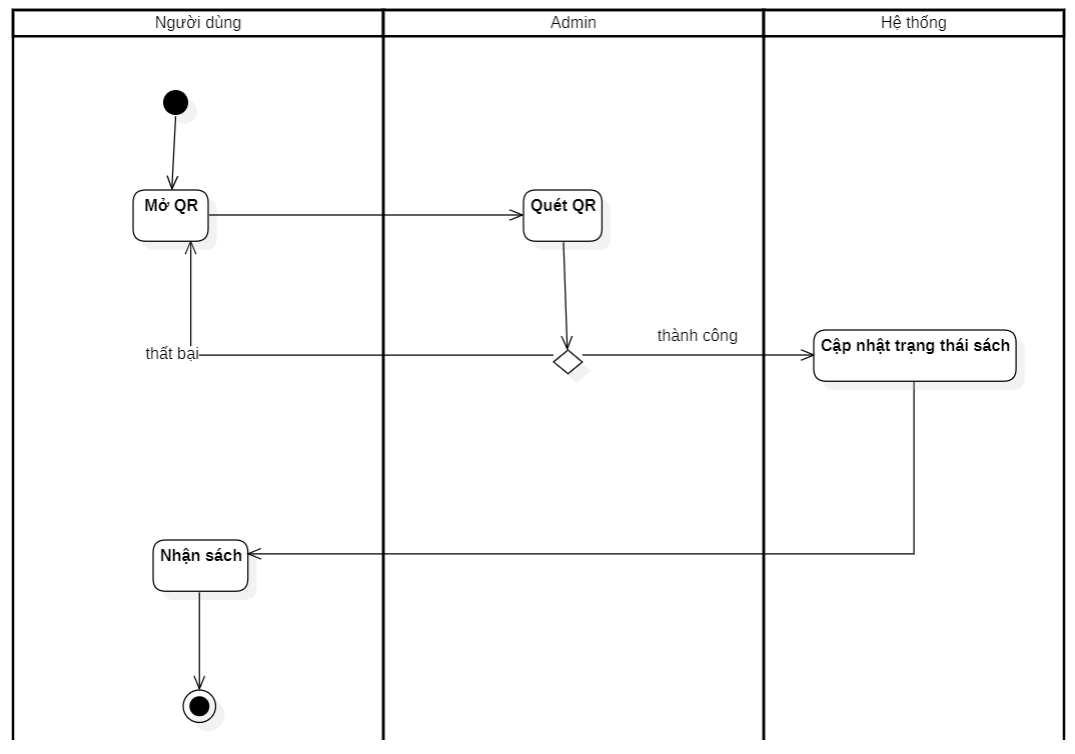 Người dùng
Admin
Hệ thống
Mở QR
Quét QR
thành công
thất bại
Cập nhật trạng thái sách
Nhận sách